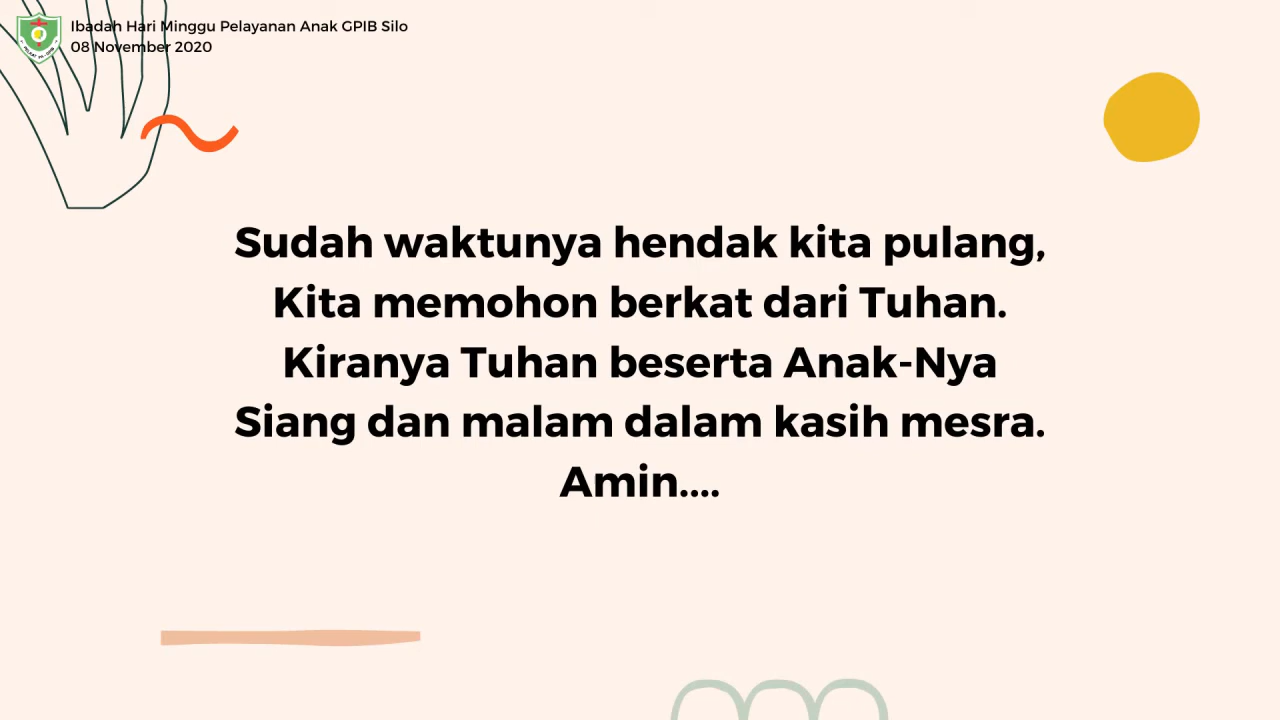 Ibadah Hari Minggu Pelayanan Anak GPIB Silo
08 November 2020
Sudah waktunya hendak kita pulang,
Kita memohon berkat dari Tuhan.
Kiranya Tuhan beserta Anak-Nya
Siang dan malam dalam kasih mesra.
Amin....